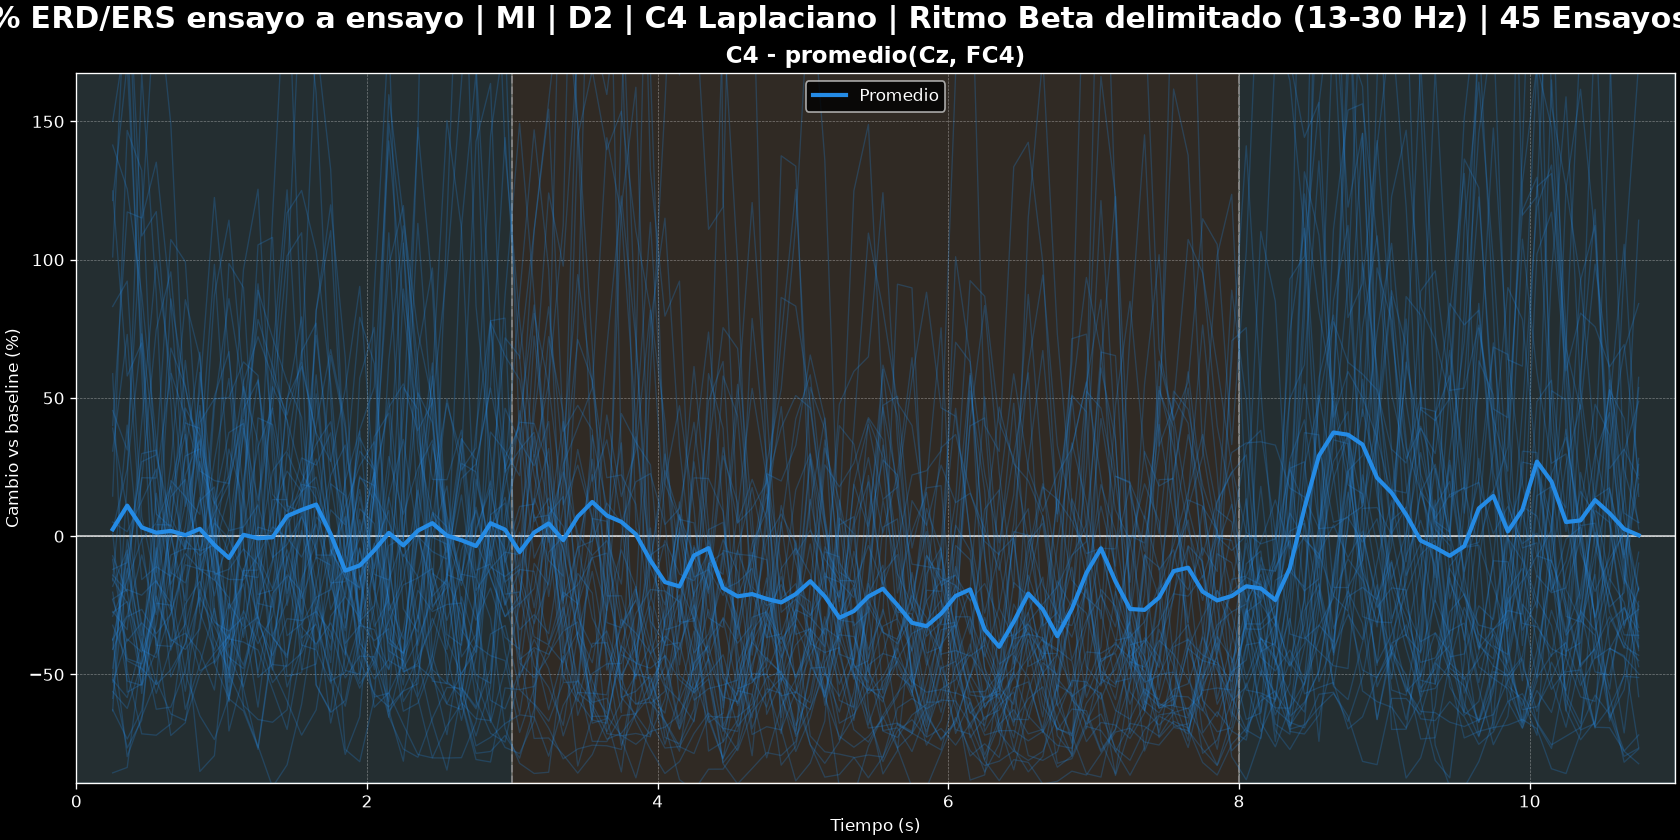 % ERD/ERS ensayo a ensayo | MI | D2 | C4 Laplaciano | Ritmo Beta delimitado (13-30 Hz) | 45 Ensayos
C4 - promedio(Cz, FC4)
Promedio
150
100
50
0
−50
Cambio vs baseline (%)
0 2 4 6 8 10
Tiempo (s)